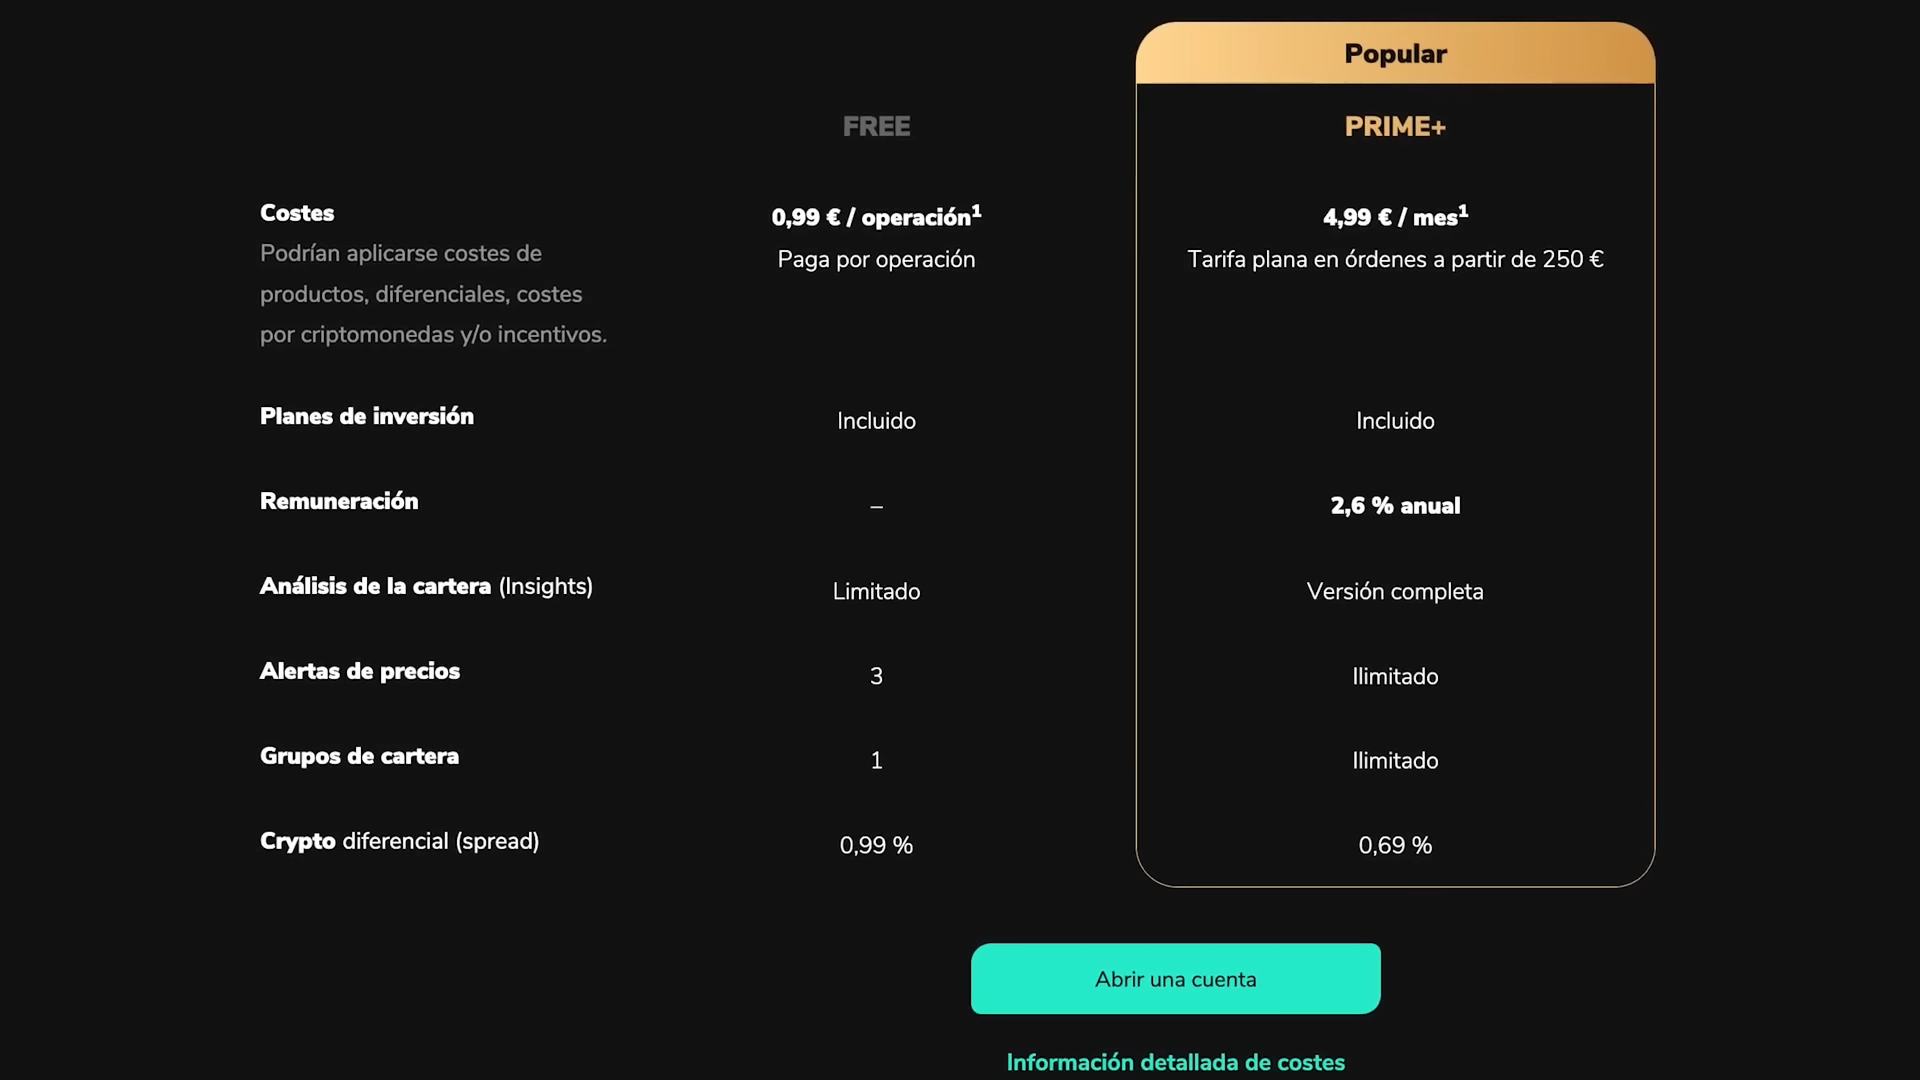 Popular
FREE
PRIME+
Costes
Podrían aplicarse costes de
productos, diferenciales, costes
por criptomonedas y/o incentivos.
0,99 € / operación¹
Paga por operación
4,99 € / mes¹
Tarifa plana en órdenes a partir de 250 €
Planes de inversión
Incluido
Incluido
Remuneración
–
2,6 % anual
Análisis de la cartera (Insights)
Limitado
Versión completa
Alertas de precios
3
Ilimitado
Grupos de cartera
1
Ilimitado
Crypto diferencial (spread)
0,99 %
0,69 %
Abrir una cuenta
Información detallada de costes